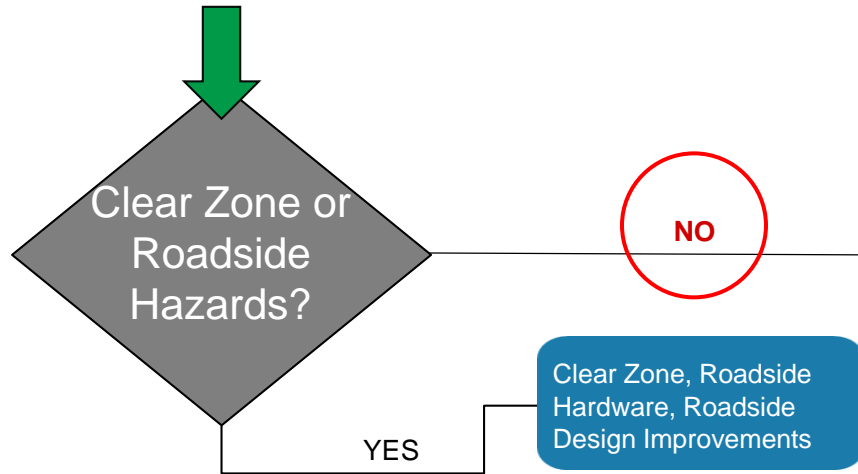 Clear Zone or
Roadside
Hazards?
NO
Clear Zone, Roadside
Hardware, Roadside
Design Improvements
YES